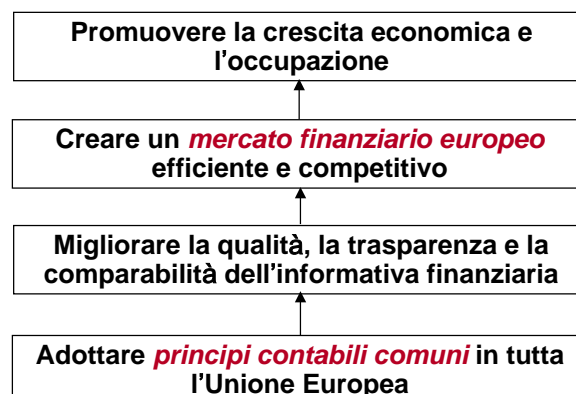 Promuovere la crescita economica e
l'occupazione
Creare un mercato finanziario europeo
efficiente e competitivo
Migliorare la qualità, la trasparenza e la
comparabilità dell'informativa finanziaria
Adottare principi contabili comuni in tutta
l'Unione Europea